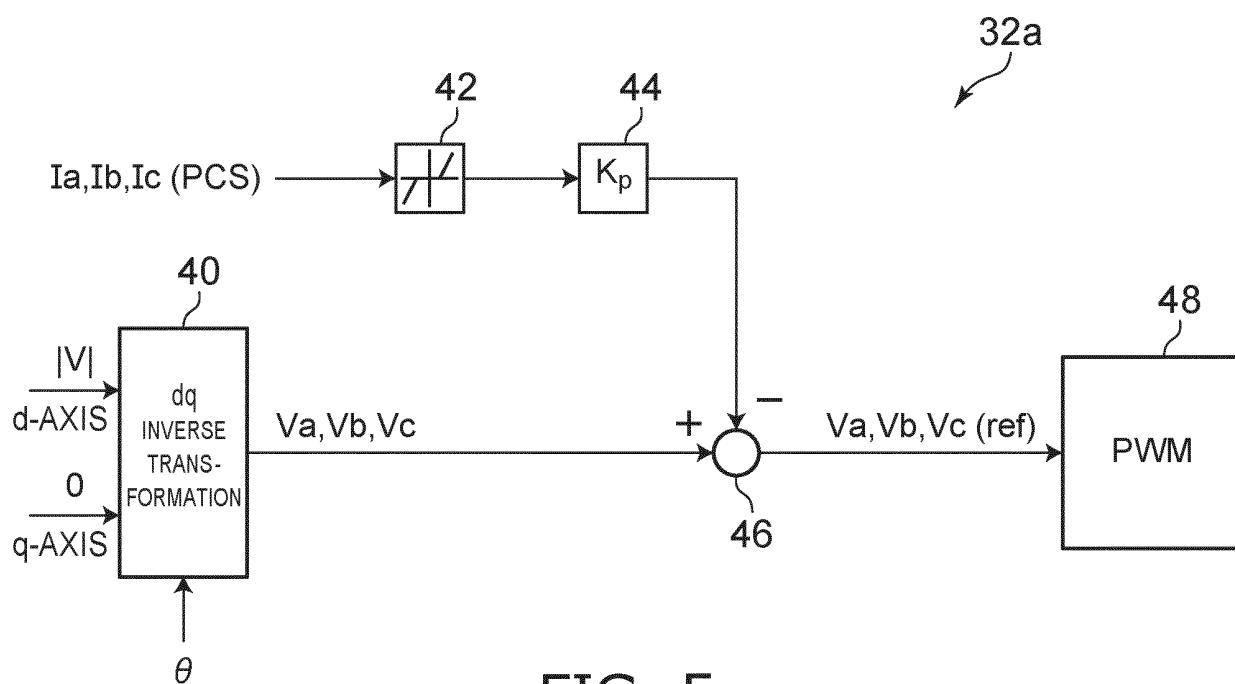 32a
42
44
Ia,Ib,Ic (PCS)
Kp
40
48
|V|
d-AXIS
dq
INVERSE
TRANS-
FORMATION
Va,Vb,Vc
+
−
Va,Vb,Vc (ref)
PWM
0
q-AXIS
46
θ